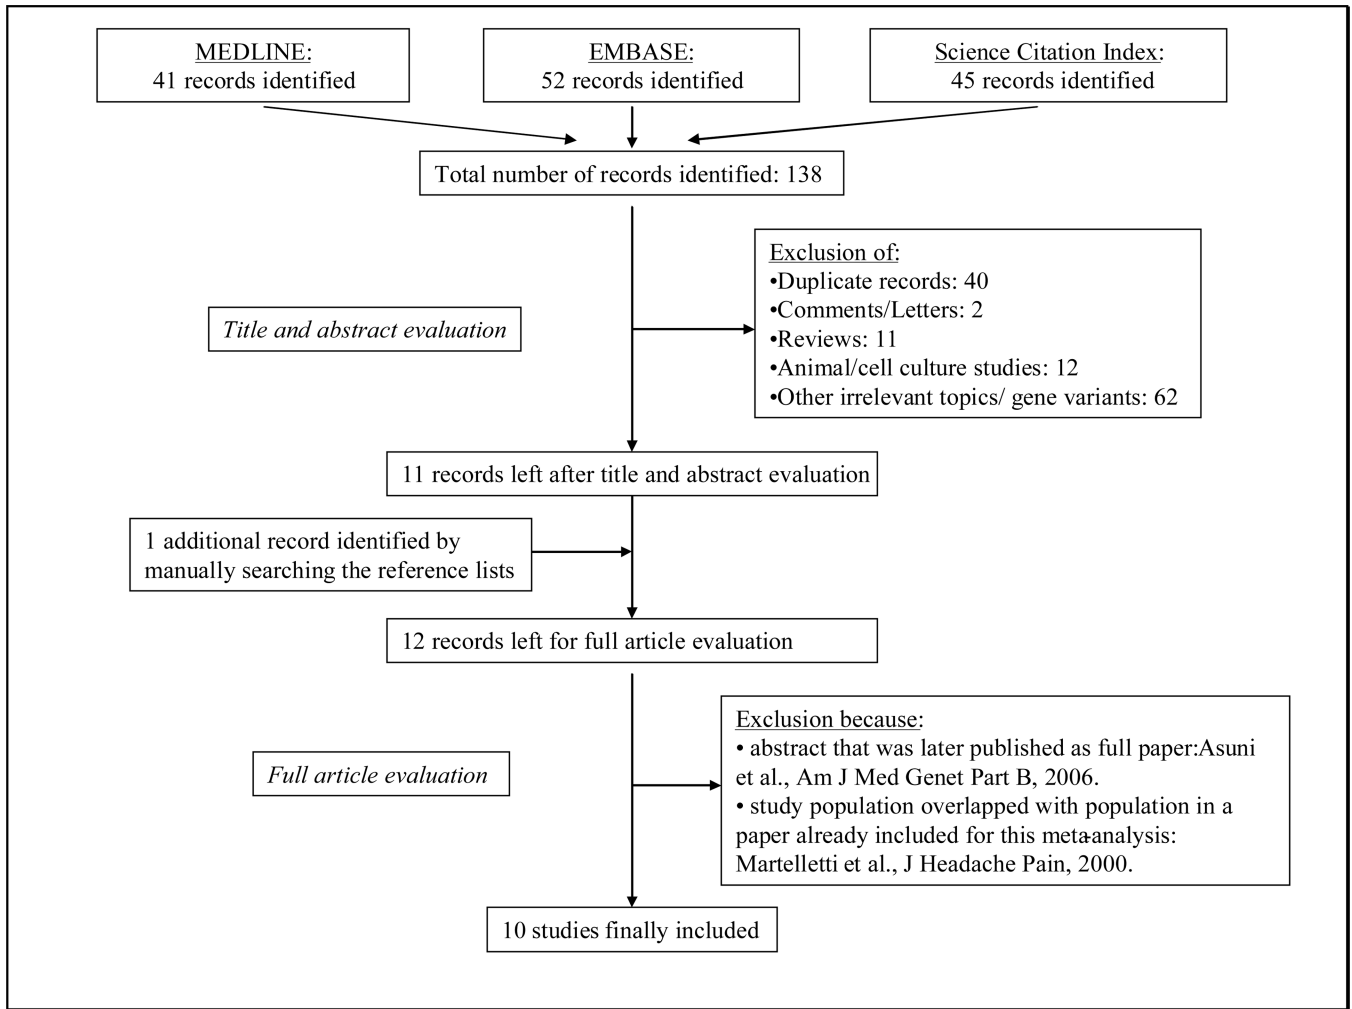 MEDLINE:
41 records identified
EMBASE:
52 records identified
Science Citation Index:
45 records identified
Total number of records identified: 138
Exclusion of:
•Duplicate records: 40
•Comments/Letters: 2
•Reviews: 11
•Animal/cell culture studies: 12
•Other irrelevant topics/ gene variants: 62
Title and abstract evaluation
11 records left after title and abstract evaluation
1 additional record identified by
manually searching the reference lists
12 records left for full article evaluation
Exclusion because:
• abstract that was later published as full paper:Asuni
et al., Am J Med Genet Part B, 2006.
• study population overlapped with population in a
paper already included for this meta-analysis:
Martelletti et al., J Headache Pain, 2000.
Full article evaluation
10 studies finally included